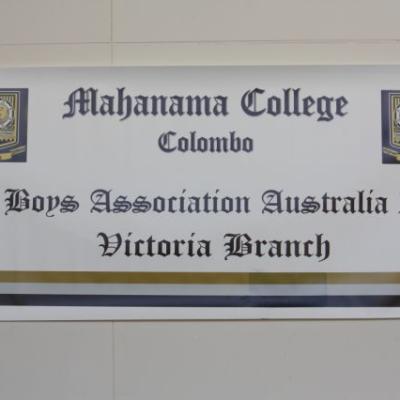 Mahanama College
Colombo
Boys Association Australia
Victoria Branch